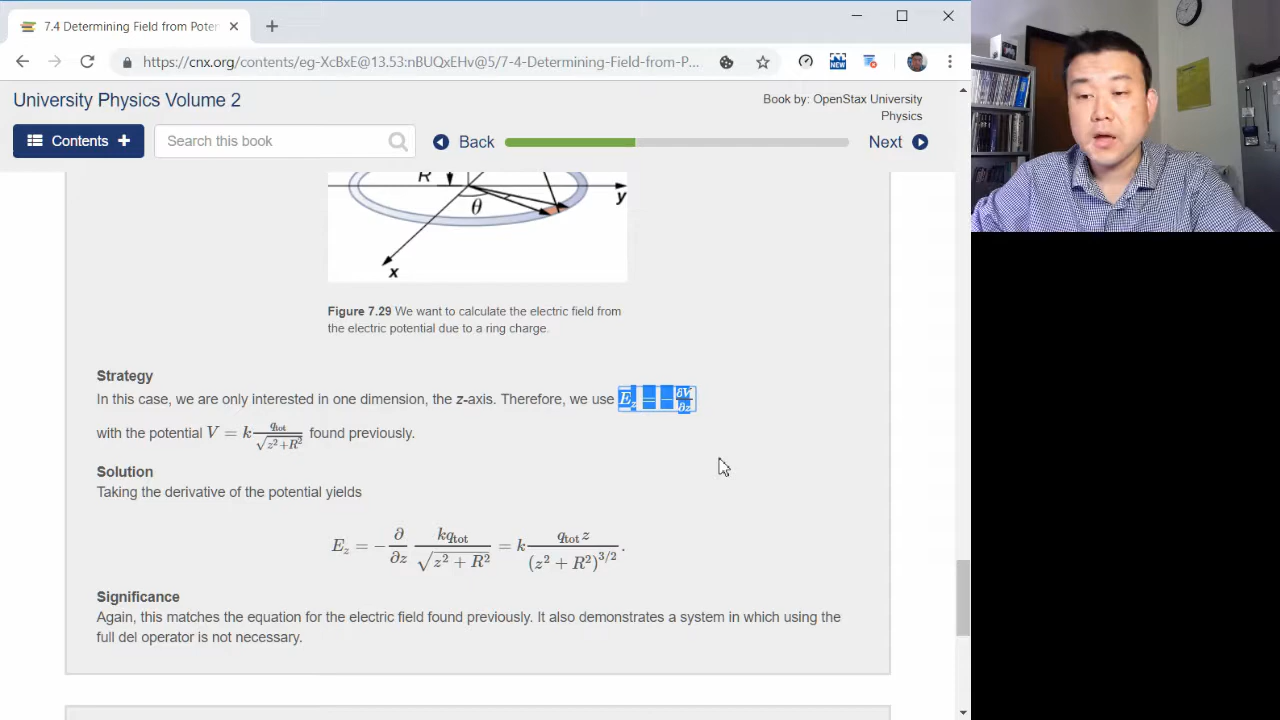 7.4 Determining Field from Poten
https://cnx.org/contents/eg-XcBxE@13.53:nBUQxEHv@5/7-4-Determining-Field-from-P...
NEW
University Physics Volume 2
Book by: OpenStax University
Physics
Contents +
Search this book
Back
Next
R
θ
y
x
Figure 7.29 We want to calculate the electric field from
the electric potential due to a ring charge.
Strategy
In this case, we are only interested in one dimension, the z-axis. Therefore, we use E_z = −∂V/∂z
with the potential V = k q_tot/√(z²+R²) found previously.
Solution
Taking the derivative of the potential yields
E_z = −∂/∂z kq_tot/√(z² + R²) = k q_tot z/(z² + R²)^3/2.
Significance
Again, this matches the equation for the electric field found previously. It also demonstrates a system in which using the
full del operator is not necessary.